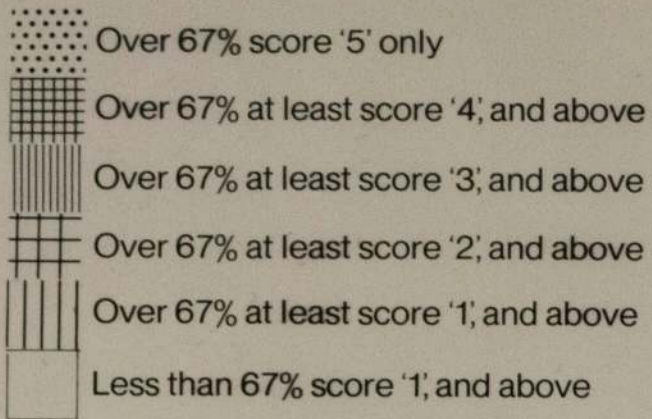 Over 67% score ‘5’ only
Over 67% at least score ‘4’, and above
Over 67% at least score ‘3’, and above
Over 67% at least score ‘2’, and above
Over 67% at least score ‘1’, and above
Less than 67% score ‘1’, and above